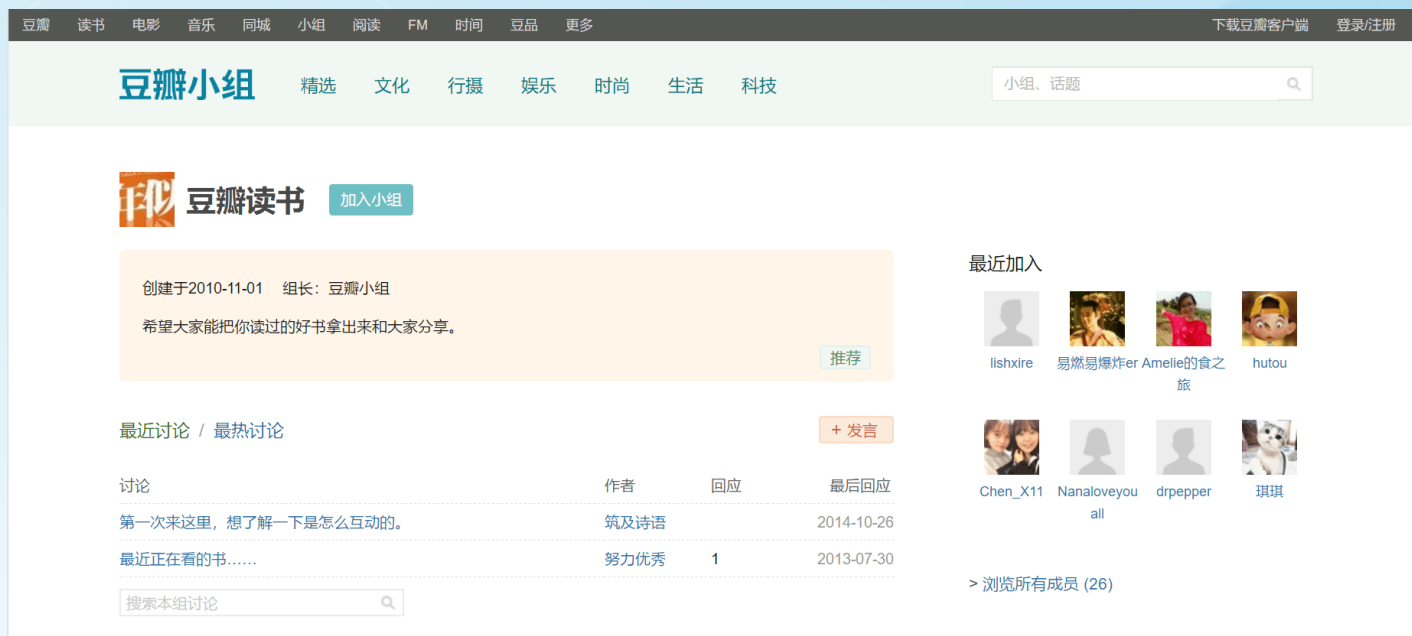 豆瓣 读书 电影 音乐 同城 小组 阅读 FM 时间 豆品 更多 下载豆瓣客户端 登录/注册
豆瓣小组 精选 文化 行摄 娱乐 时尚 生活 科技 小组、话题
年似
豆瓣读书 加入小组
创建于2010-11-01 组长：豆瓣小组
希望大家能把你读过的好书拿出来和大家分享。
推荐
最近讨论 / 最热讨论 + 发言
讨论 作者 回应 最后回应
第一次来这里，想了解一下是怎么互动的。 筑及诗语 2014-10-26
最近正在看的书…… 努力优秀 1 2013-07-30
搜索本组讨论
最近加入
lishxire 易燃易爆炸er Amelie的食之 hutou
旅
Chen_X11 Nanaloveyou drpepper 琪琪
all
> 浏览所有成员 (26)